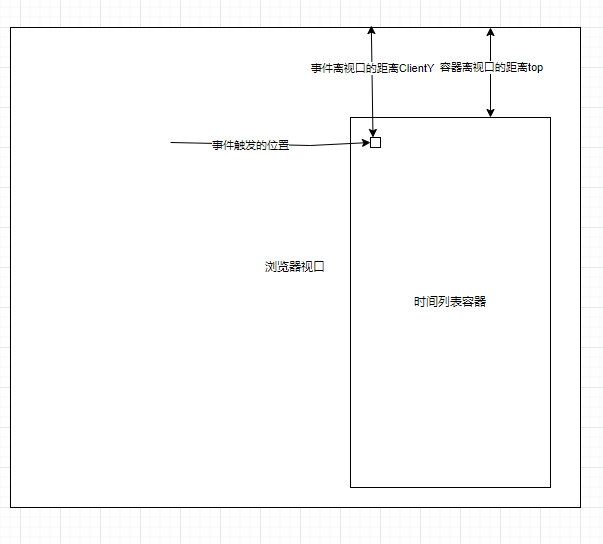 事件离视口的距离ClientY
容器离视口的距离top
事件触发的位置
浏览器视口
时间列表容器